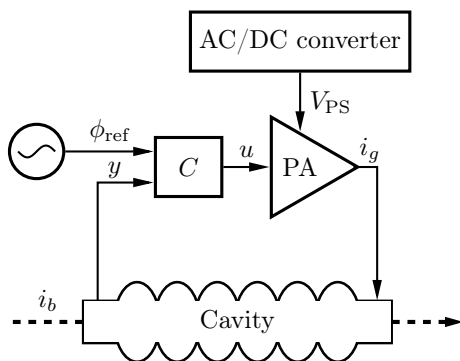 AC/DC converter
V_PS
ϕ_ref
y
C
u
PA
i_g
i_b
Cavity